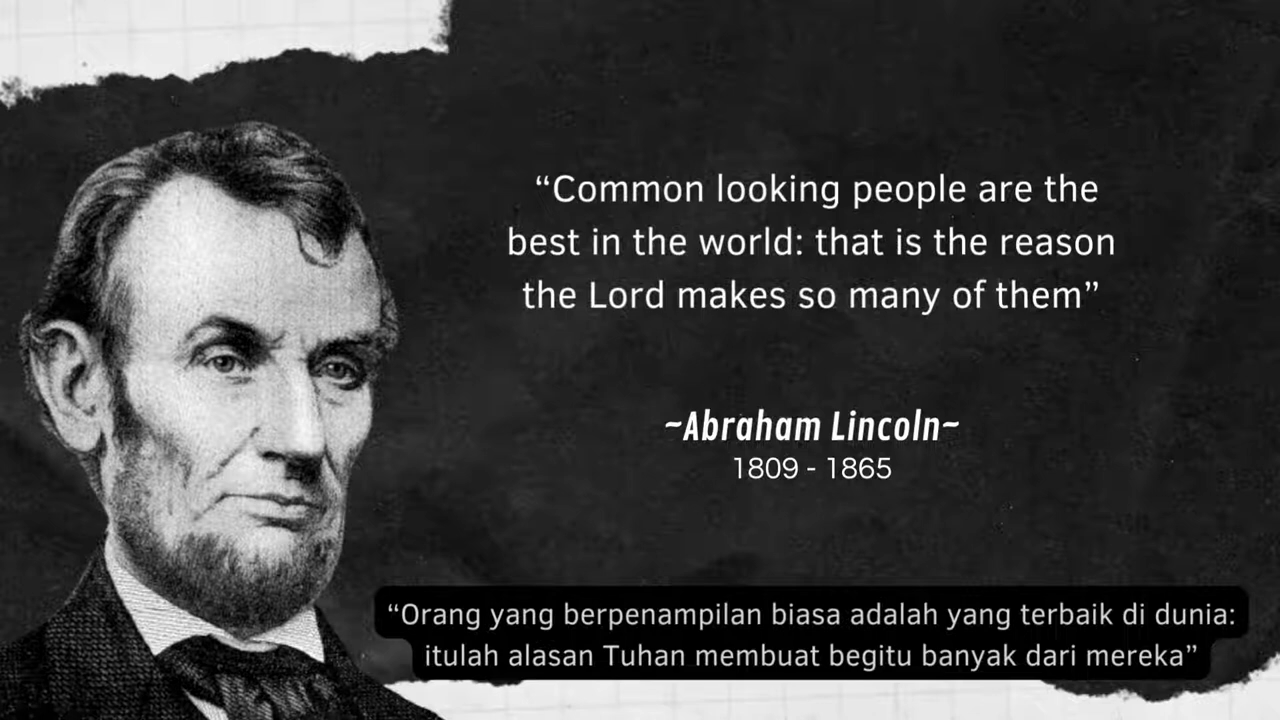 “Common looking people are the
best in the world: that is the reason
the Lord makes so many of them”
~Abraham Lincoln~
1809 - 1865
“Orang yang berpenampilan biasa adalah yang terbaik di dunia:
itulah alasan Tuhan membuat begitu banyak dari mereka”